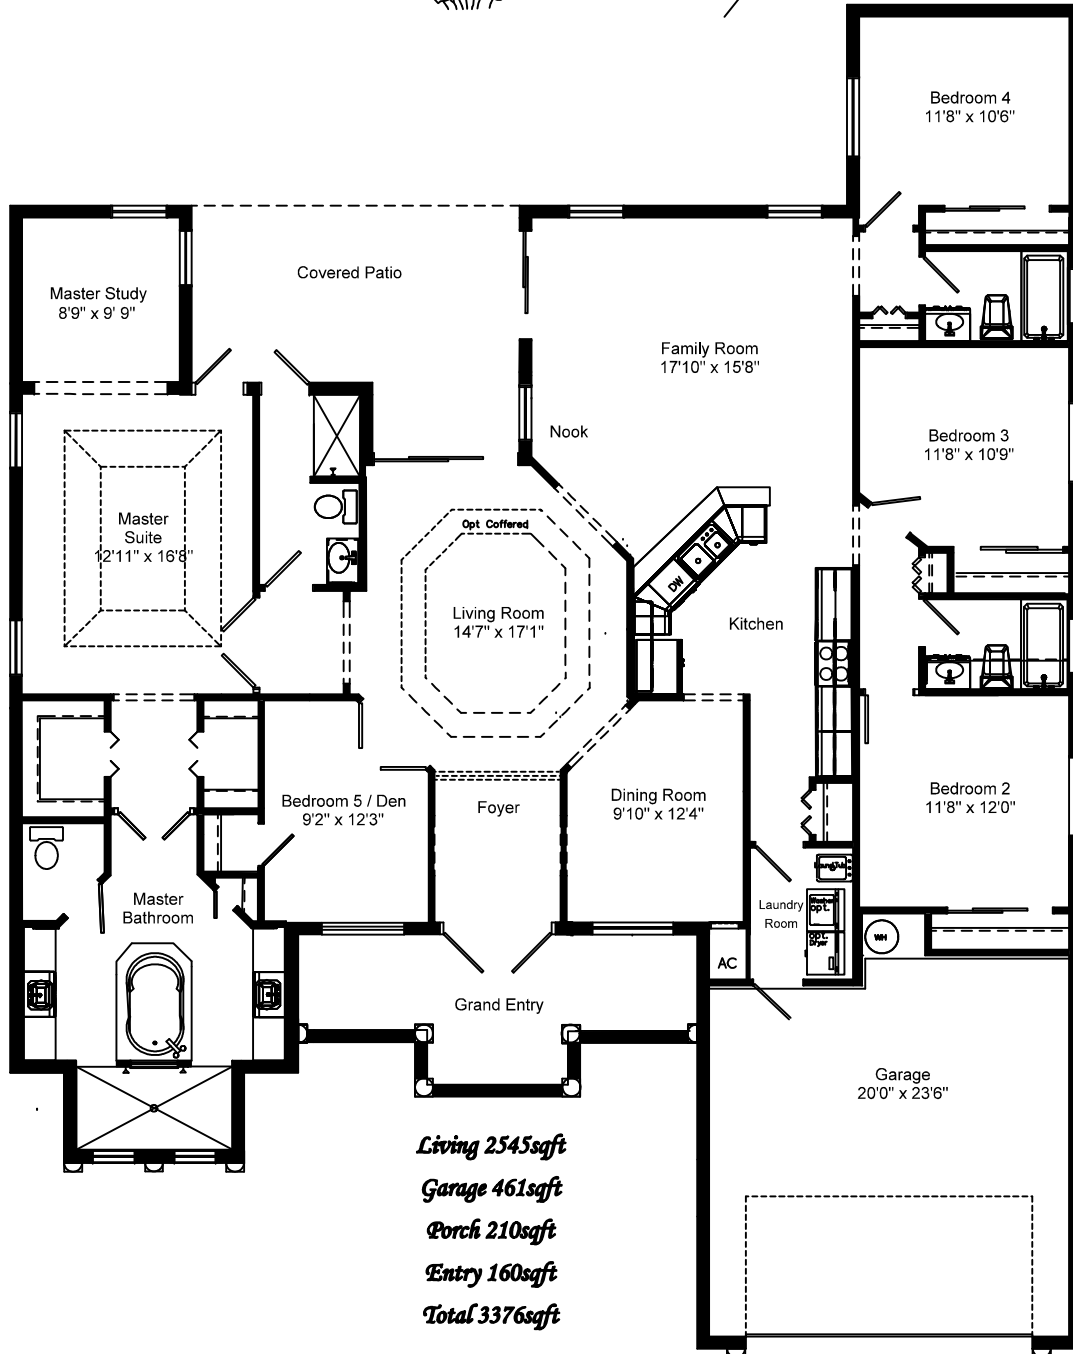 Bedroom 4
11'8" x 10'6"
Covered Patio
Master Study
8'9" x 9' 9"
Family Room
17'10" x 15'8"
Nook
Bedroom 3
11'8" x 10'9"
Master
Suite
12'11" x 16'8"
Opt Coffered
DW
Living Room
14'7" x 17'1"
Kitchen
Bedroom 5 / Den
9'2" x 12'3"
Foyer
Dining Room
9'10" x 12'4"
Bedroom 2
11'8" x 12'0"
Master
Bathroom
Laundry
Room
Washer
opt.
opt.
Dryer
WH
AC
Grand Entry
Garage
20'0" x 23'6"
Living 2545sqft
Garage 461sqft
Porch 210sqft
Entry 160sqft
Total 3376sqft